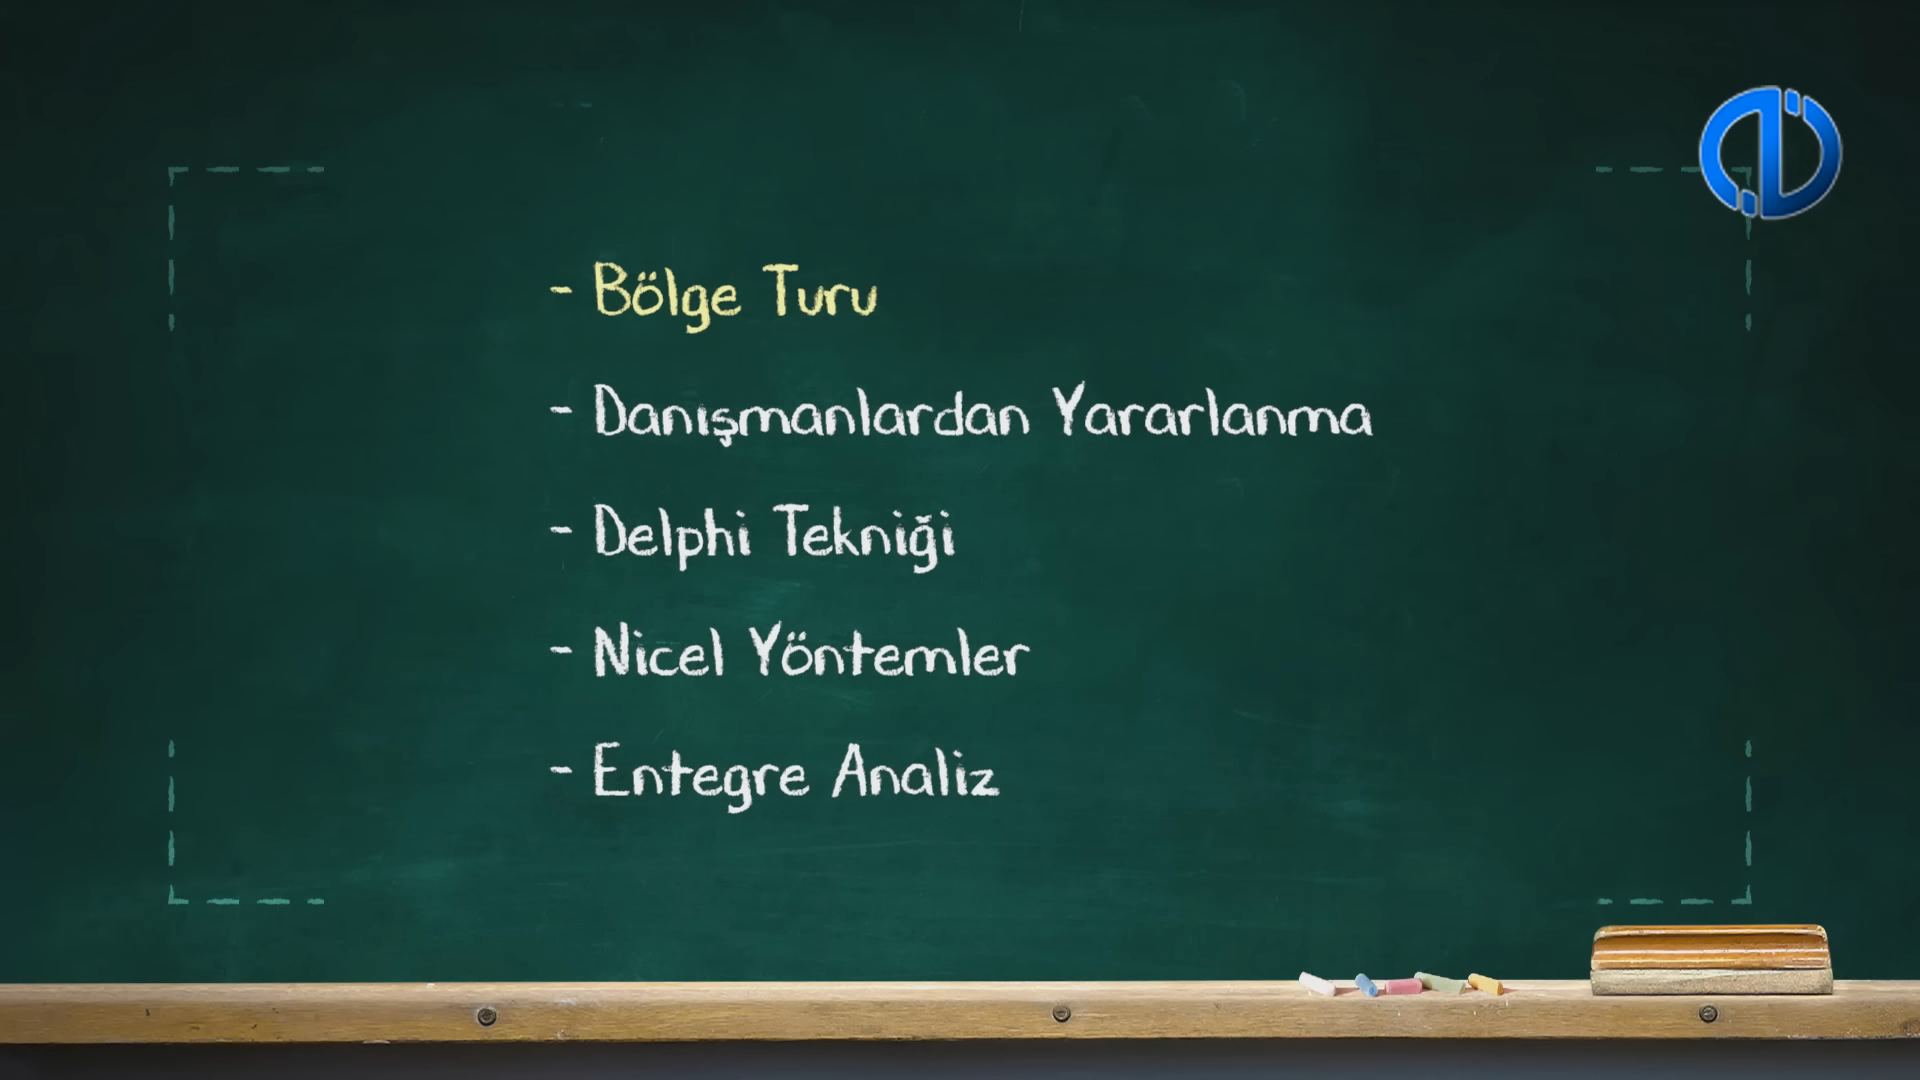 - Bölge Turu
- Danışmanlardan Yararlanma
- Delphi Tekniği
- Nicel Yöntemler
- Entegre Analiz